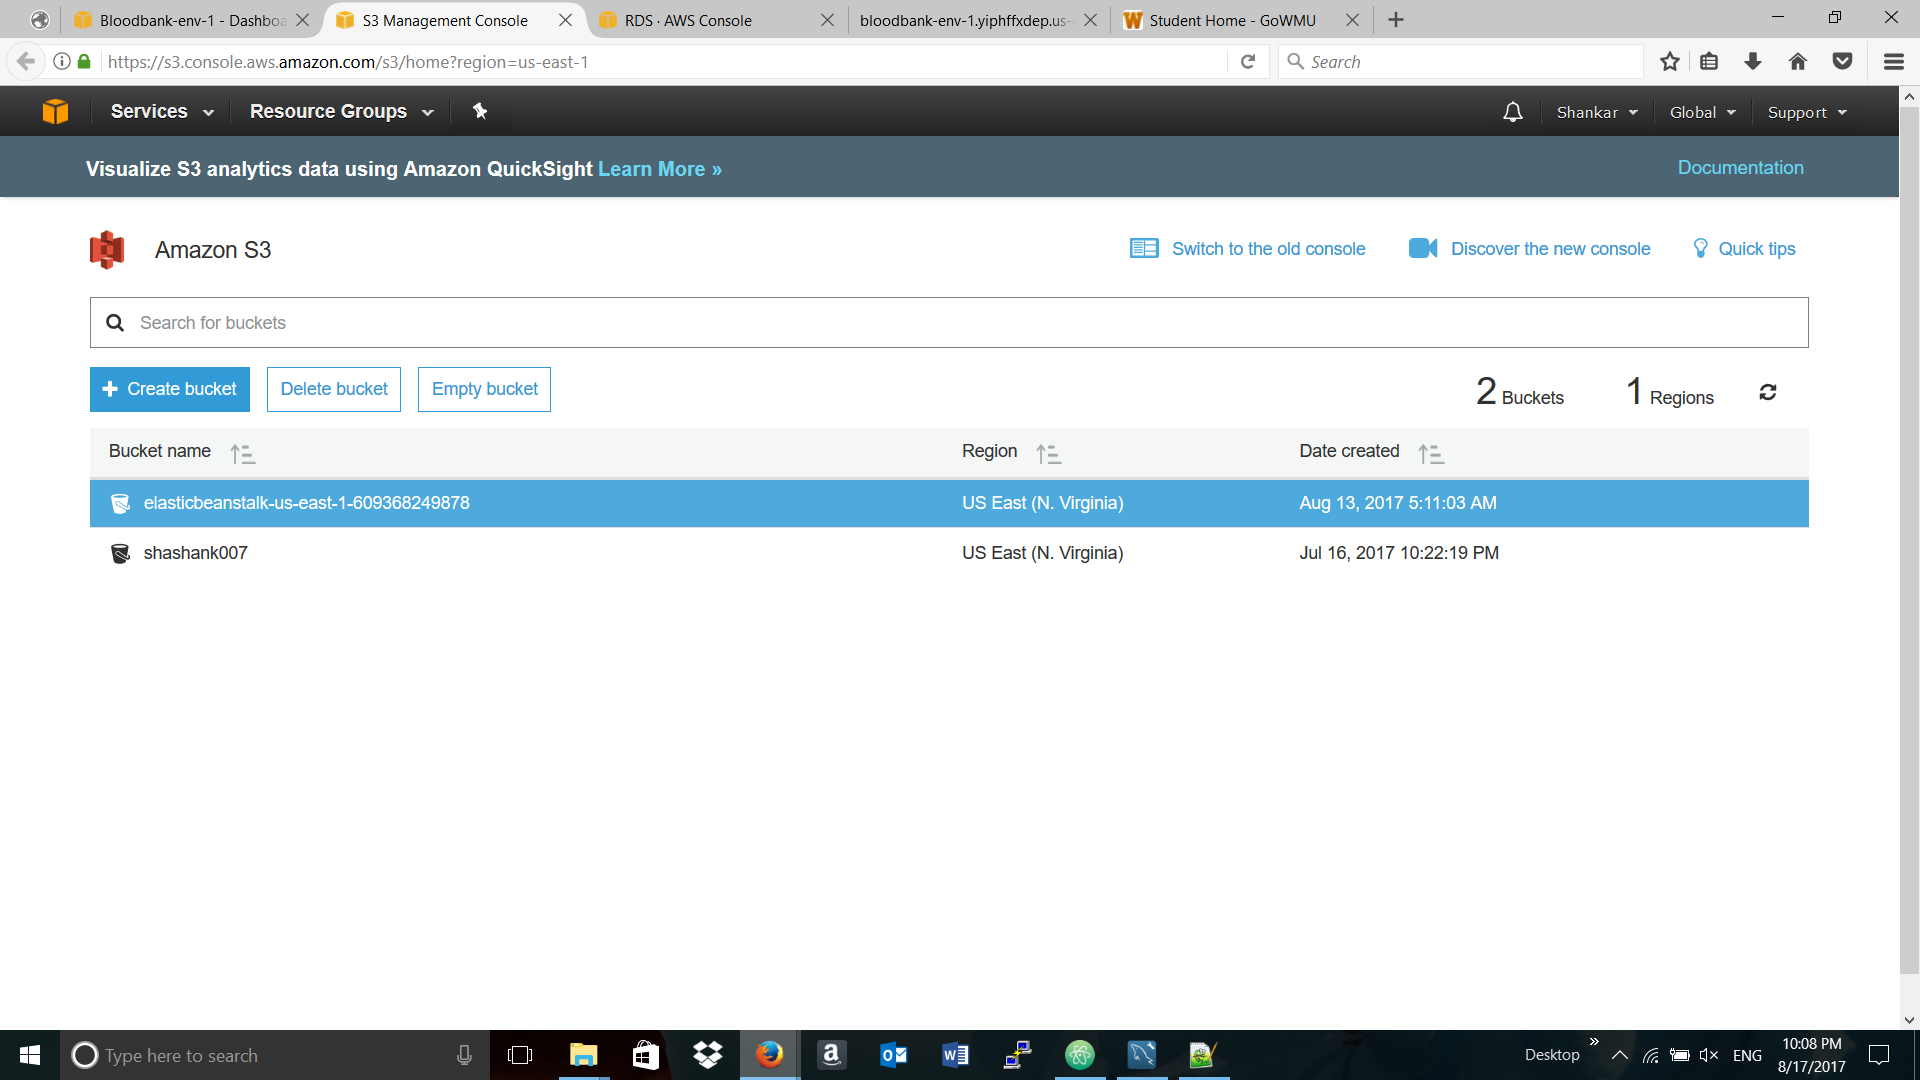 Bloodbank-env-1 - Dashboa
S3 Management Console
RDS · AWS Console
bloodbank-env-1.yiphffxdep.us-
Student Home - GoWMU
https://s3.console.aws.amazon.com/s3/home?region=us-east-1
Search
Services
Resource Groups
Shankar
Global
Support
Visualize S3 analytics data using Amazon QuickSight Learn More »
Documentation
Amazon S3
Switch to the old console
Discover the new console
Quick tips
Search for buckets
Create bucket
Delete bucket
Empty bucket
2 Buckets
1 Regions
Bucket name
Region
Date created
elasticbeanstalk-us-east-1-609368249878
US East (N. Virginia)
Aug 13, 2017 5:11:03 AM
shashank007
US East (N. Virginia)
Jul 16, 2017 10:22:19 PM
Type here to search
Desktop
ENG
10:08 PM
8/17/2017